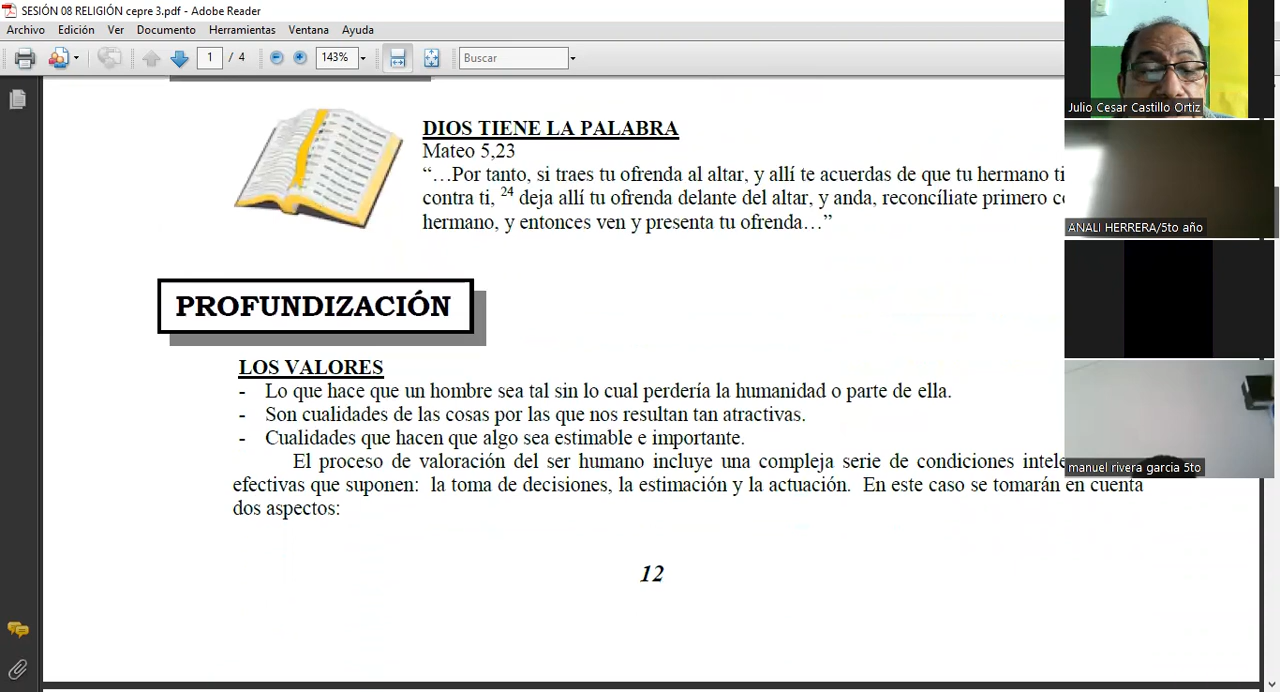 SESIÓN 08 RELIGIÓN cepre 3.pdf - Adobe Reader
Archivo Edición Ver Documento Herramientas Ventana Ayuda
1 / 4 143% Buscar
Julio Cesar Castillo Ortiz
ANALI HERRERA/5to año
manuel rivera garcia 5to
DIOS TIENE LA PALABRA
Mateo 5,23
“…Por tanto, si traes tu ofrenda al altar, y allí te acuerdas de que tu hermano ti
contra ti, 24 deja allí tu ofrenda delante del altar, y anda, reconcíliate primero co
hermano, y entonces ven y presenta tu ofrenda…”
PROFUNDIZACIÓN
LOS VALORES
- Lo que hace que un hombre sea tal sin lo cual perdería la humanidad o parte de ella.
- Son cualidades de las cosas por las que nos resultan tan atractivas.
- Cualidades que hacen que algo sea estimable e importante.
El proceso de valoración del ser humano incluye una compleja serie de condiciones intele
efectivas que suponen: la toma de decisiones, la estimación y la actuación. En este caso se tomarán en cuenta
dos aspectos:
12